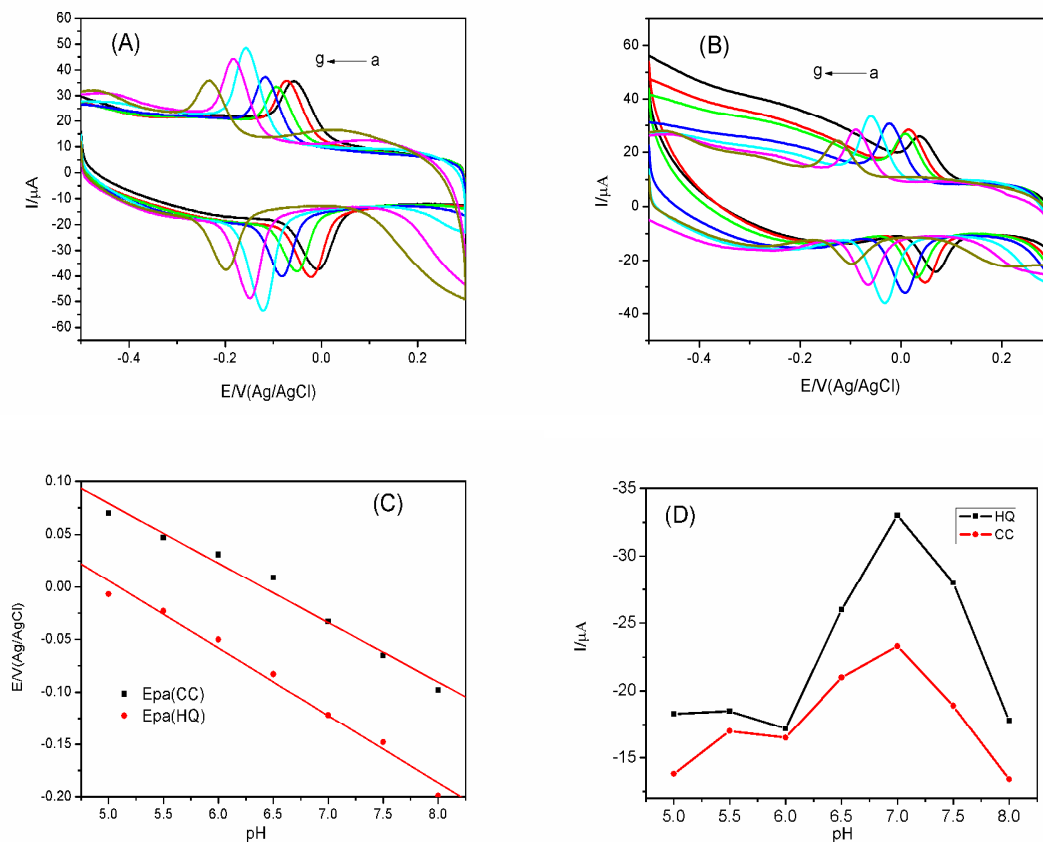 (A)
g a
60
50
40
30
20
10
0
-10
-20
-30
-40
-50
-60
I/μA
-0.4 -0.2 0.0 0.2
E/V(Ag/AgCl)
(B)
g a
60
40
20
0
-20
-40
I/μA
-0.4 -0.2 0.0 0.2
E/V(Ag/AgCl)
(C)
0.10
0.05
0.00
-0.05
-0.10
-0.15
-0.20
E/V(Ag/AgCl)
Epa(CC)
Epa(HQ)
5.0 5.5 6.0 6.5 7.0 7.5 8.0
pH
(D)
HQ
CC
-35
-30
-25
-20
-15
I/μA
5.0 5.5 6.0 6.5 7.0 7.5 8.0
pH